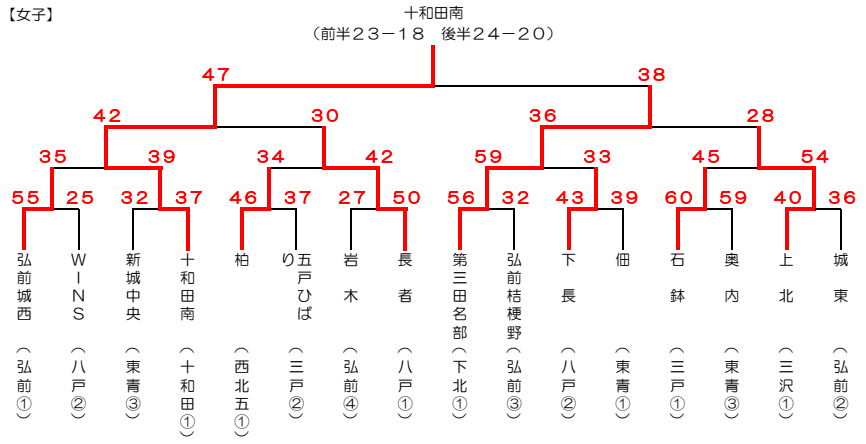 【女子】
十和田南
（前半２３－１８　後半２４－２０）
47
38
42
30
36
28
35
39
34
42
59
33
45
54
55
25
32
37
46
37
27
50
56
32
43
39
60
59
40
36
弘前城西
ＷＩＮＳ
新城中央
十和田南
柏
五戸ひば
り
岩木
長者
第三田名部
弘前桔梗野
下長
佃
石鉢
奥内
上北
城東
（弘前①）
（八戸②）
（東青③）
（十和田①）
（西北五①）
（三戸②）
（弘前④）
（八戸①）
（下北①）
（弘前③）
（八戸②）
（東青①）
（三戸①）
（東青③）
（三沢①）
（弘前②）